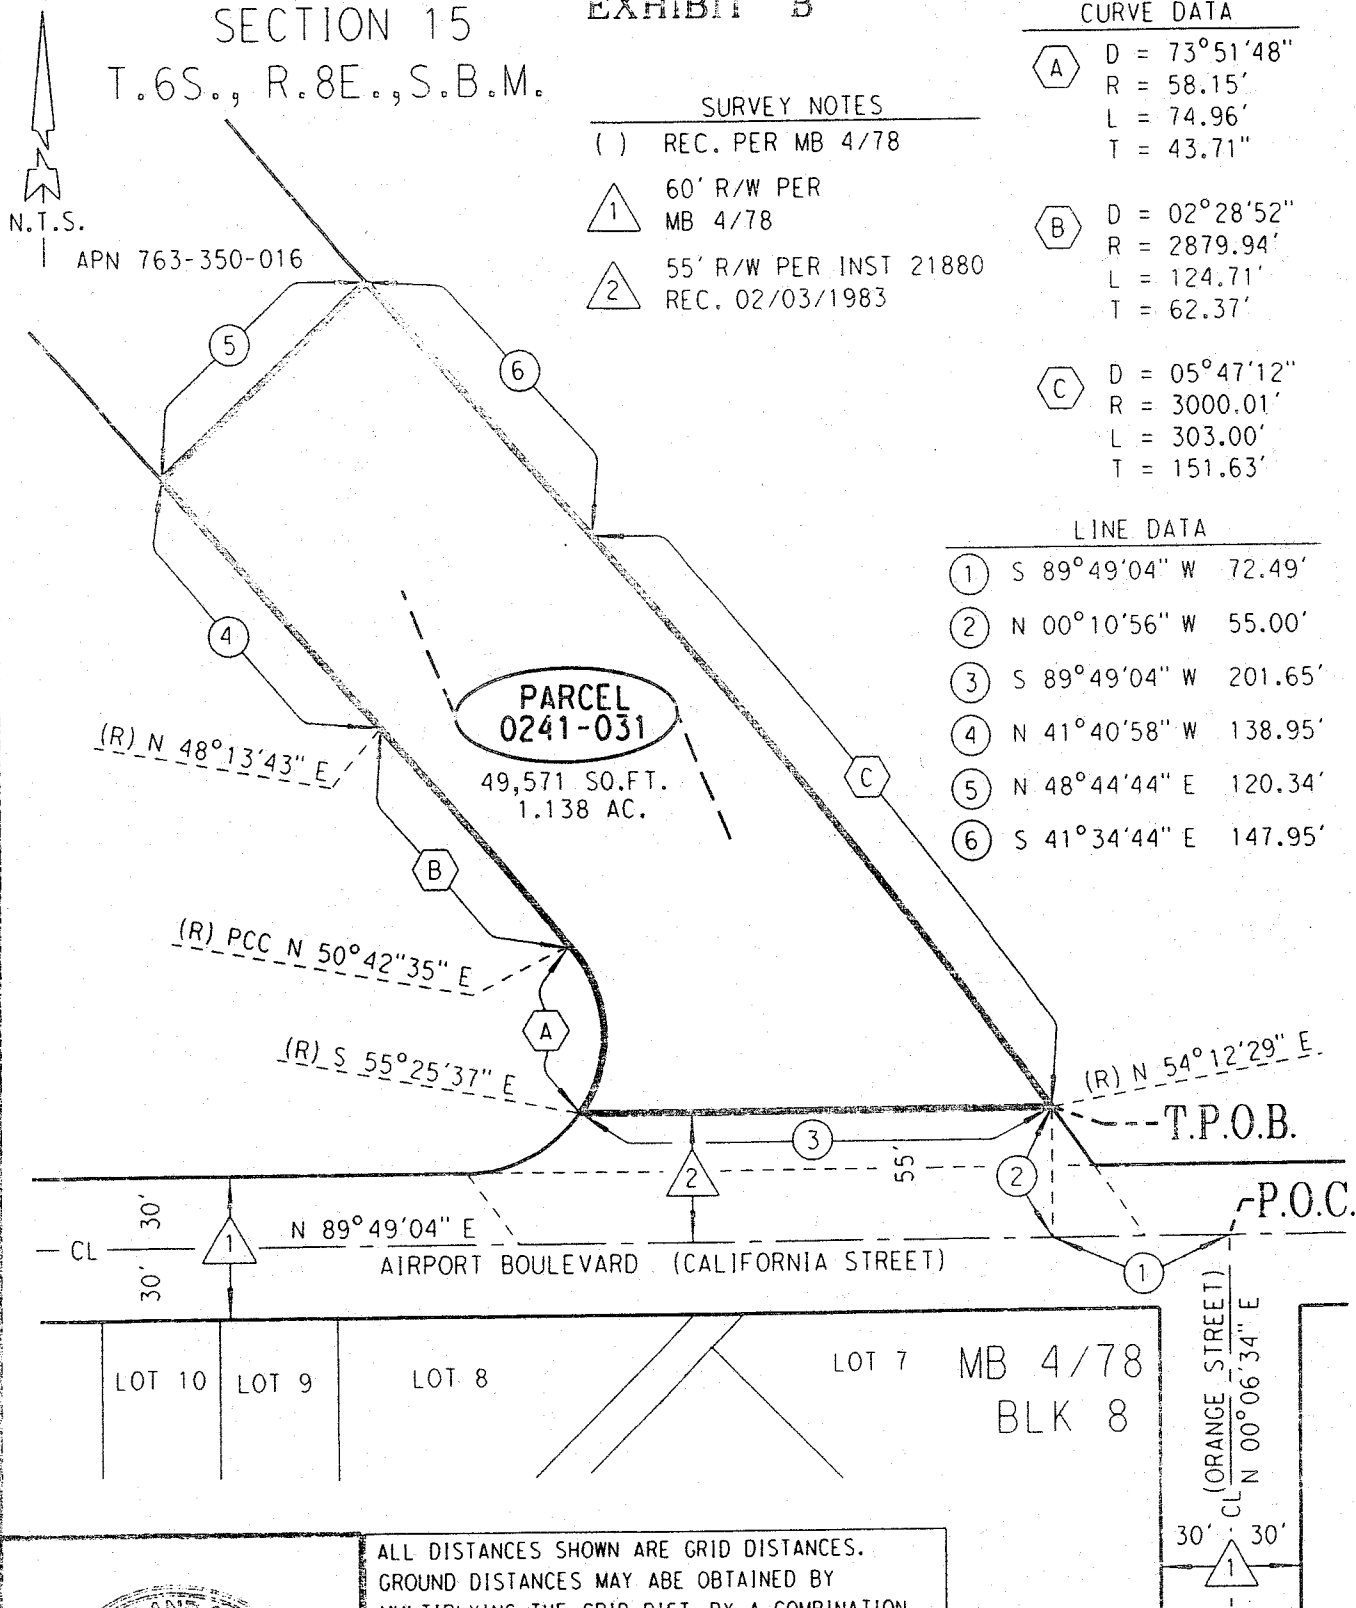 SECTION 15
T.6S., R.8E.,S.B.M.
EXHIBIT "B"
N.T.S.
APN 763-350-016
SURVEY NOTES
( ) REC. PER MB 4/78
1 60' R/W PER
MB 4/78
2 55' R/W PER INST 21880
REC. 02/03/1983
CURVE DATA
A D = 73°51'48"
R = 58.15'
L = 74.96'
T = 43.71"
B D = 02°28'52"
R = 2879.94'
L = 124.71'
T = 62.37'
C D = 05°47'12"
R = 3000.01'
L = 303.00'
T = 151.63'
LINE DATA
1 S 89°49'04" W 72.49'
2 N 00°10'56" W 55.00'
3 S 89°49'04" W 201.65'
4 N 41°40'58" W 138.95'
5 N 48°44'44" E 120.34'
6 S 41°34'44" E 147.95'
5
6
4
PARCEL
0241-031
49,571 SQ.FT.
1.138 AC.
(R) N 48°13'43" E
C
B
(R) PCC N 50°42"35" E
A
(R) S 55°25'37" E
(R) N 54°12'29" E
T.P.O.B.
3
2
55'
2
P.O.C.
30'
CL
1
N 89°49'04" E
30'
AIRPORT BOULEVARD (CALIFORNIA STREET)
1
LOT 10
LOT 9
LOT 8
LOT 7
MB 4/78
BLK 8
CL (ORANGE STREET)
N 00°06'34" E
30' 30'
1
ALL DISTANCES SHOWN ARE GRID DISTANCES.
GROUND DISTANCES MAY ABE OBTAINED BY
MULTIPLYING THE GRID DIST. BY A COMBINATION